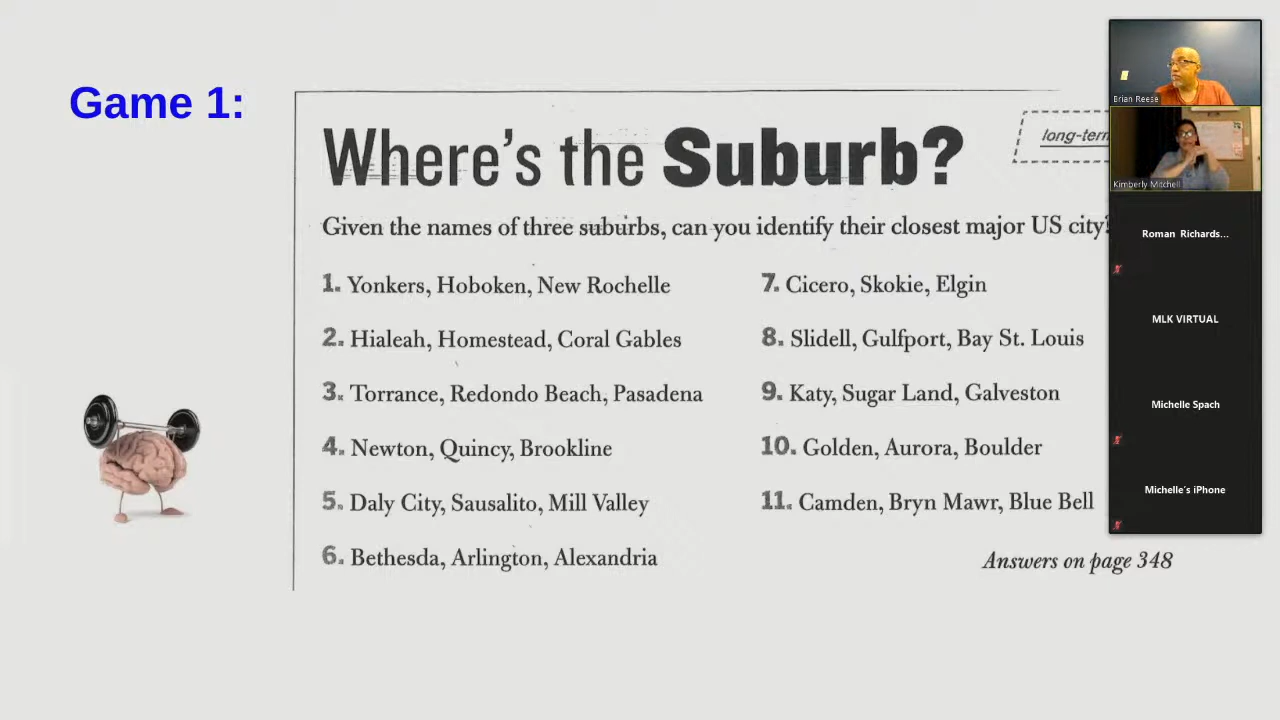 Game 1:
Where's the Suburb?
long-term
Given the names of three suburbs, can you identify their closest major US city?
1. Yonkers, Hoboken, New Rochelle
2. Hialeah, Homestead, Coral Gables
3. Torrance, Redondo Beach, Pasadena
4. Newton, Quincy, Brookline
5. Daly City, Sausalito, Mill Valley
6. Bethesda, Arlington, Alexandria
7. Cicero, Skokie, Elgin
8. Slidell, Gulfport, Bay St. Louis
9. Katy, Sugar Land, Galveston
10. Golden, Aurora, Boulder
11. Camden, Bryn Mawr, Blue Bell
Answers on page 348
Brian Reese
Kimberly Mitchell
Roman Richards...
MLK VIRTUAL
Michelle Spach
Michelle's iPhone